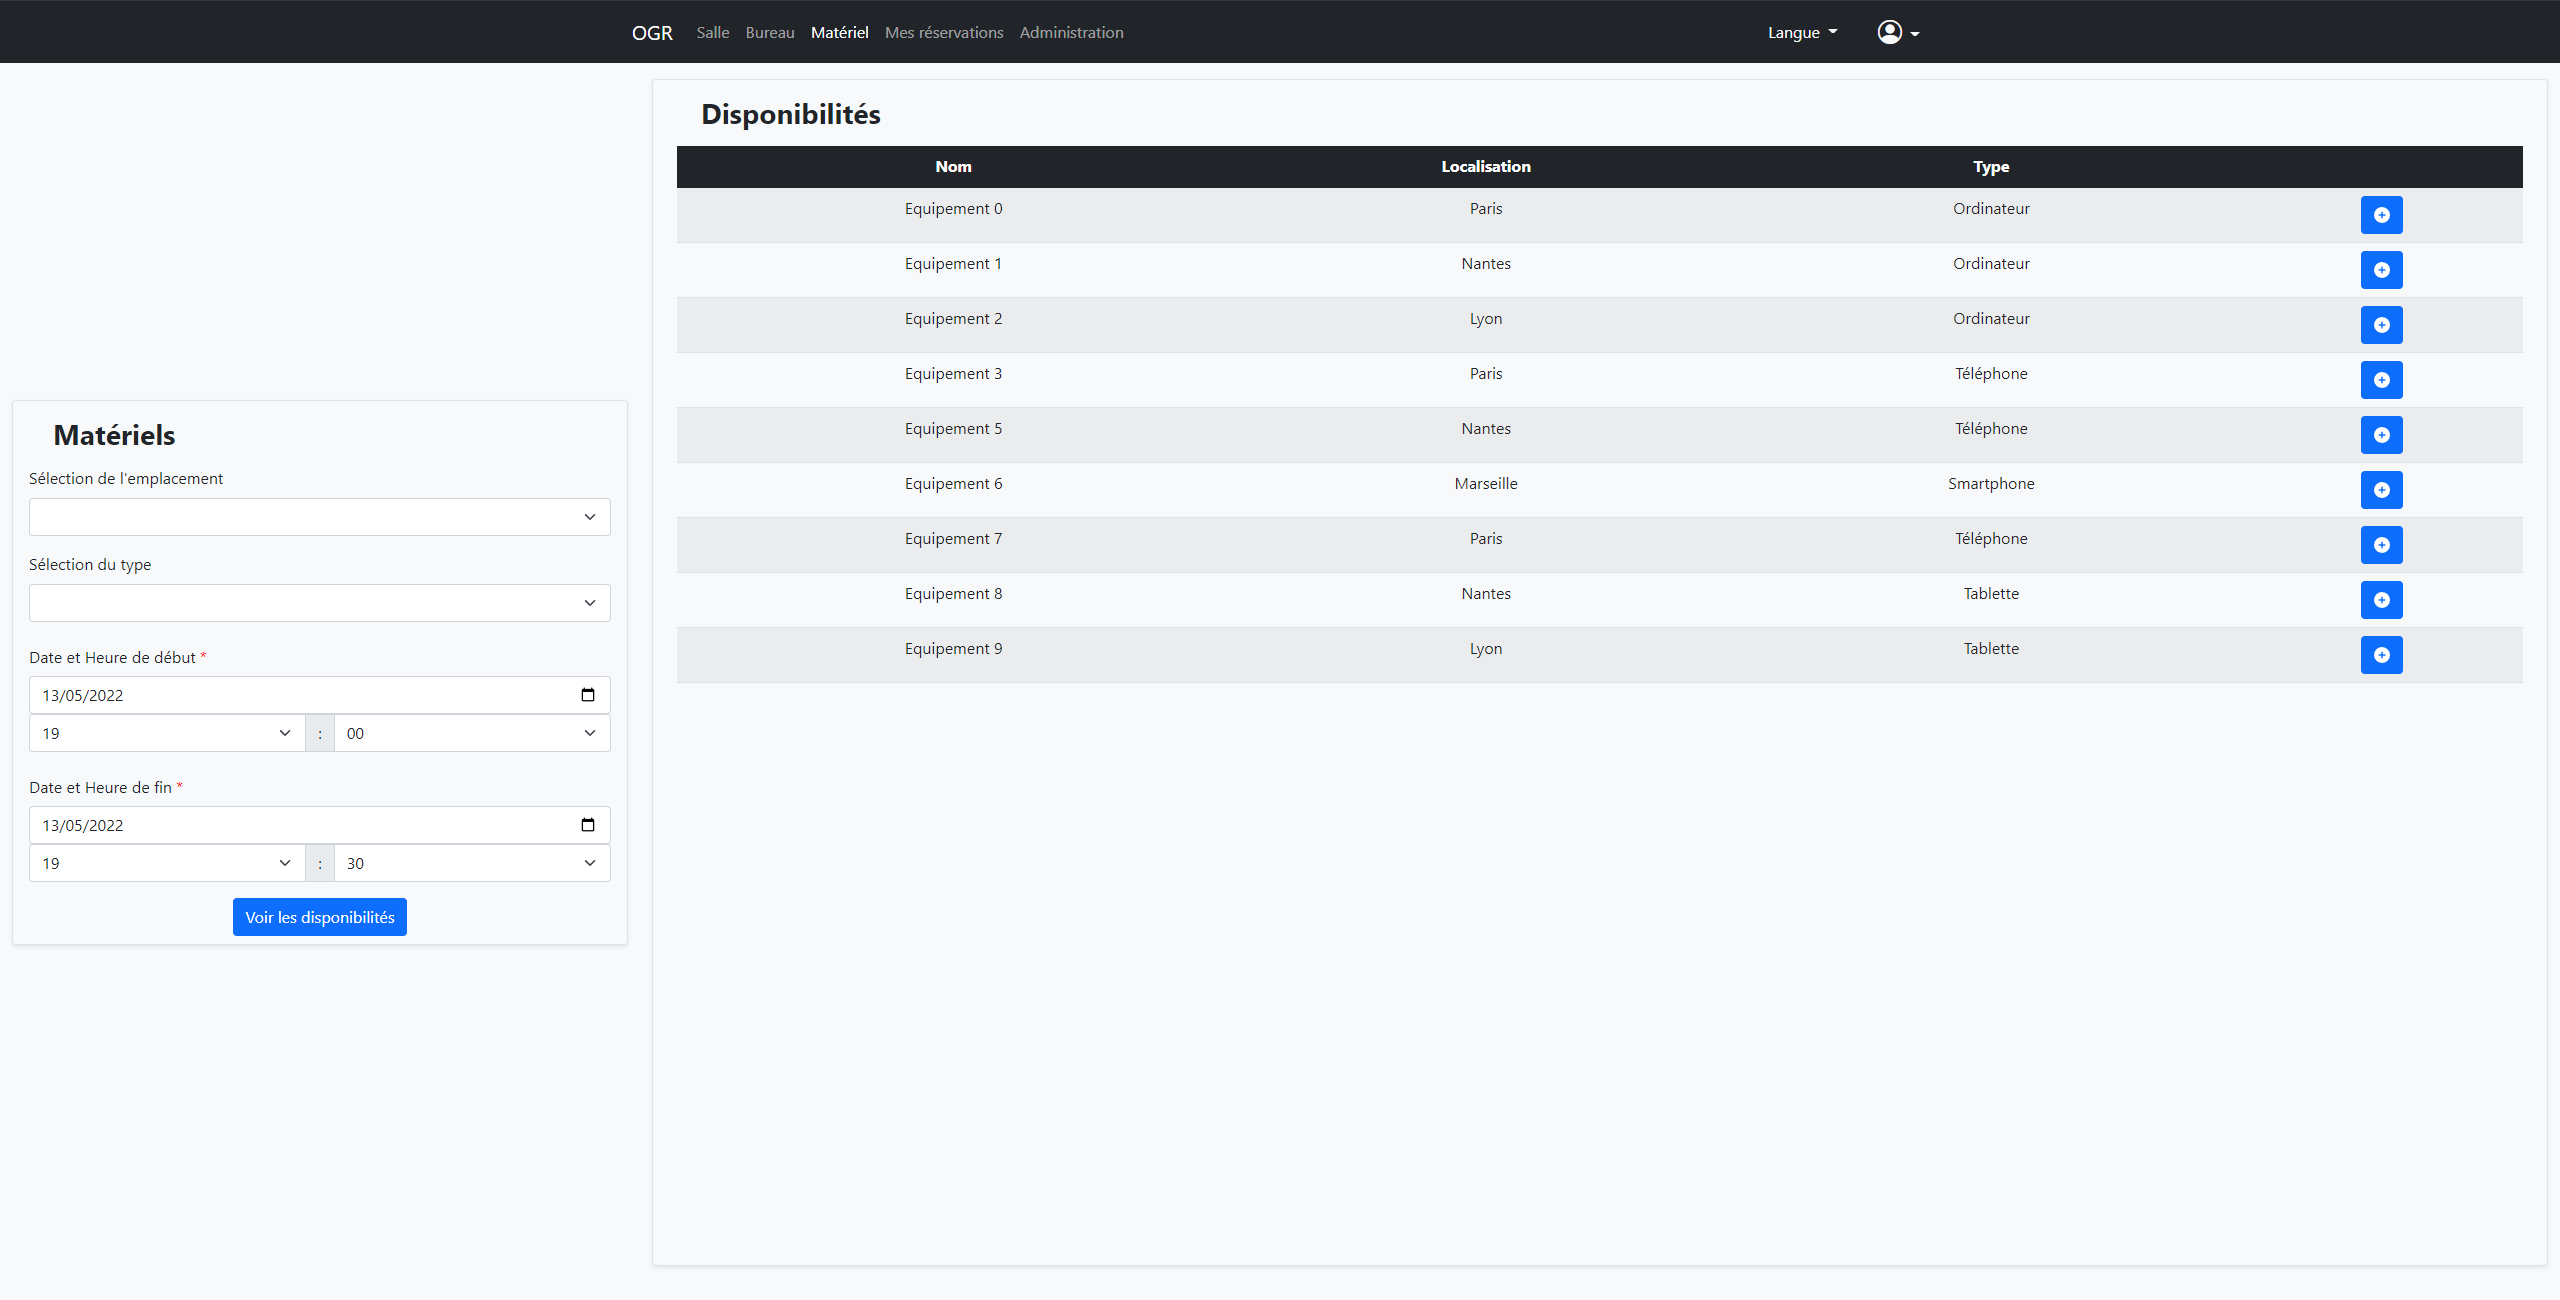 OGR Salle Bureau Matériel Mes réservations Administration Langue
Matériels
Sélection de l'emplacement
Sélection du type
Date et Heure de début *
13/05/2022
19 : 00
Date et Heure de fin *
13/05/2022
19 : 30
Voir les disponibilités
Disponibilités
Nom Localisation Type
Equipement 0 Paris Ordinateur
Equipement 1 Nantes Ordinateur
Equipement 2 Lyon Ordinateur
Equipement 3 Paris Téléphone
Equipement 5 Nantes Téléphone
Equipement 6 Marseille Smartphone
Equipement 7 Paris Téléphone
Equipement 8 Nantes Tablette
Equipement 9 Lyon Tablette